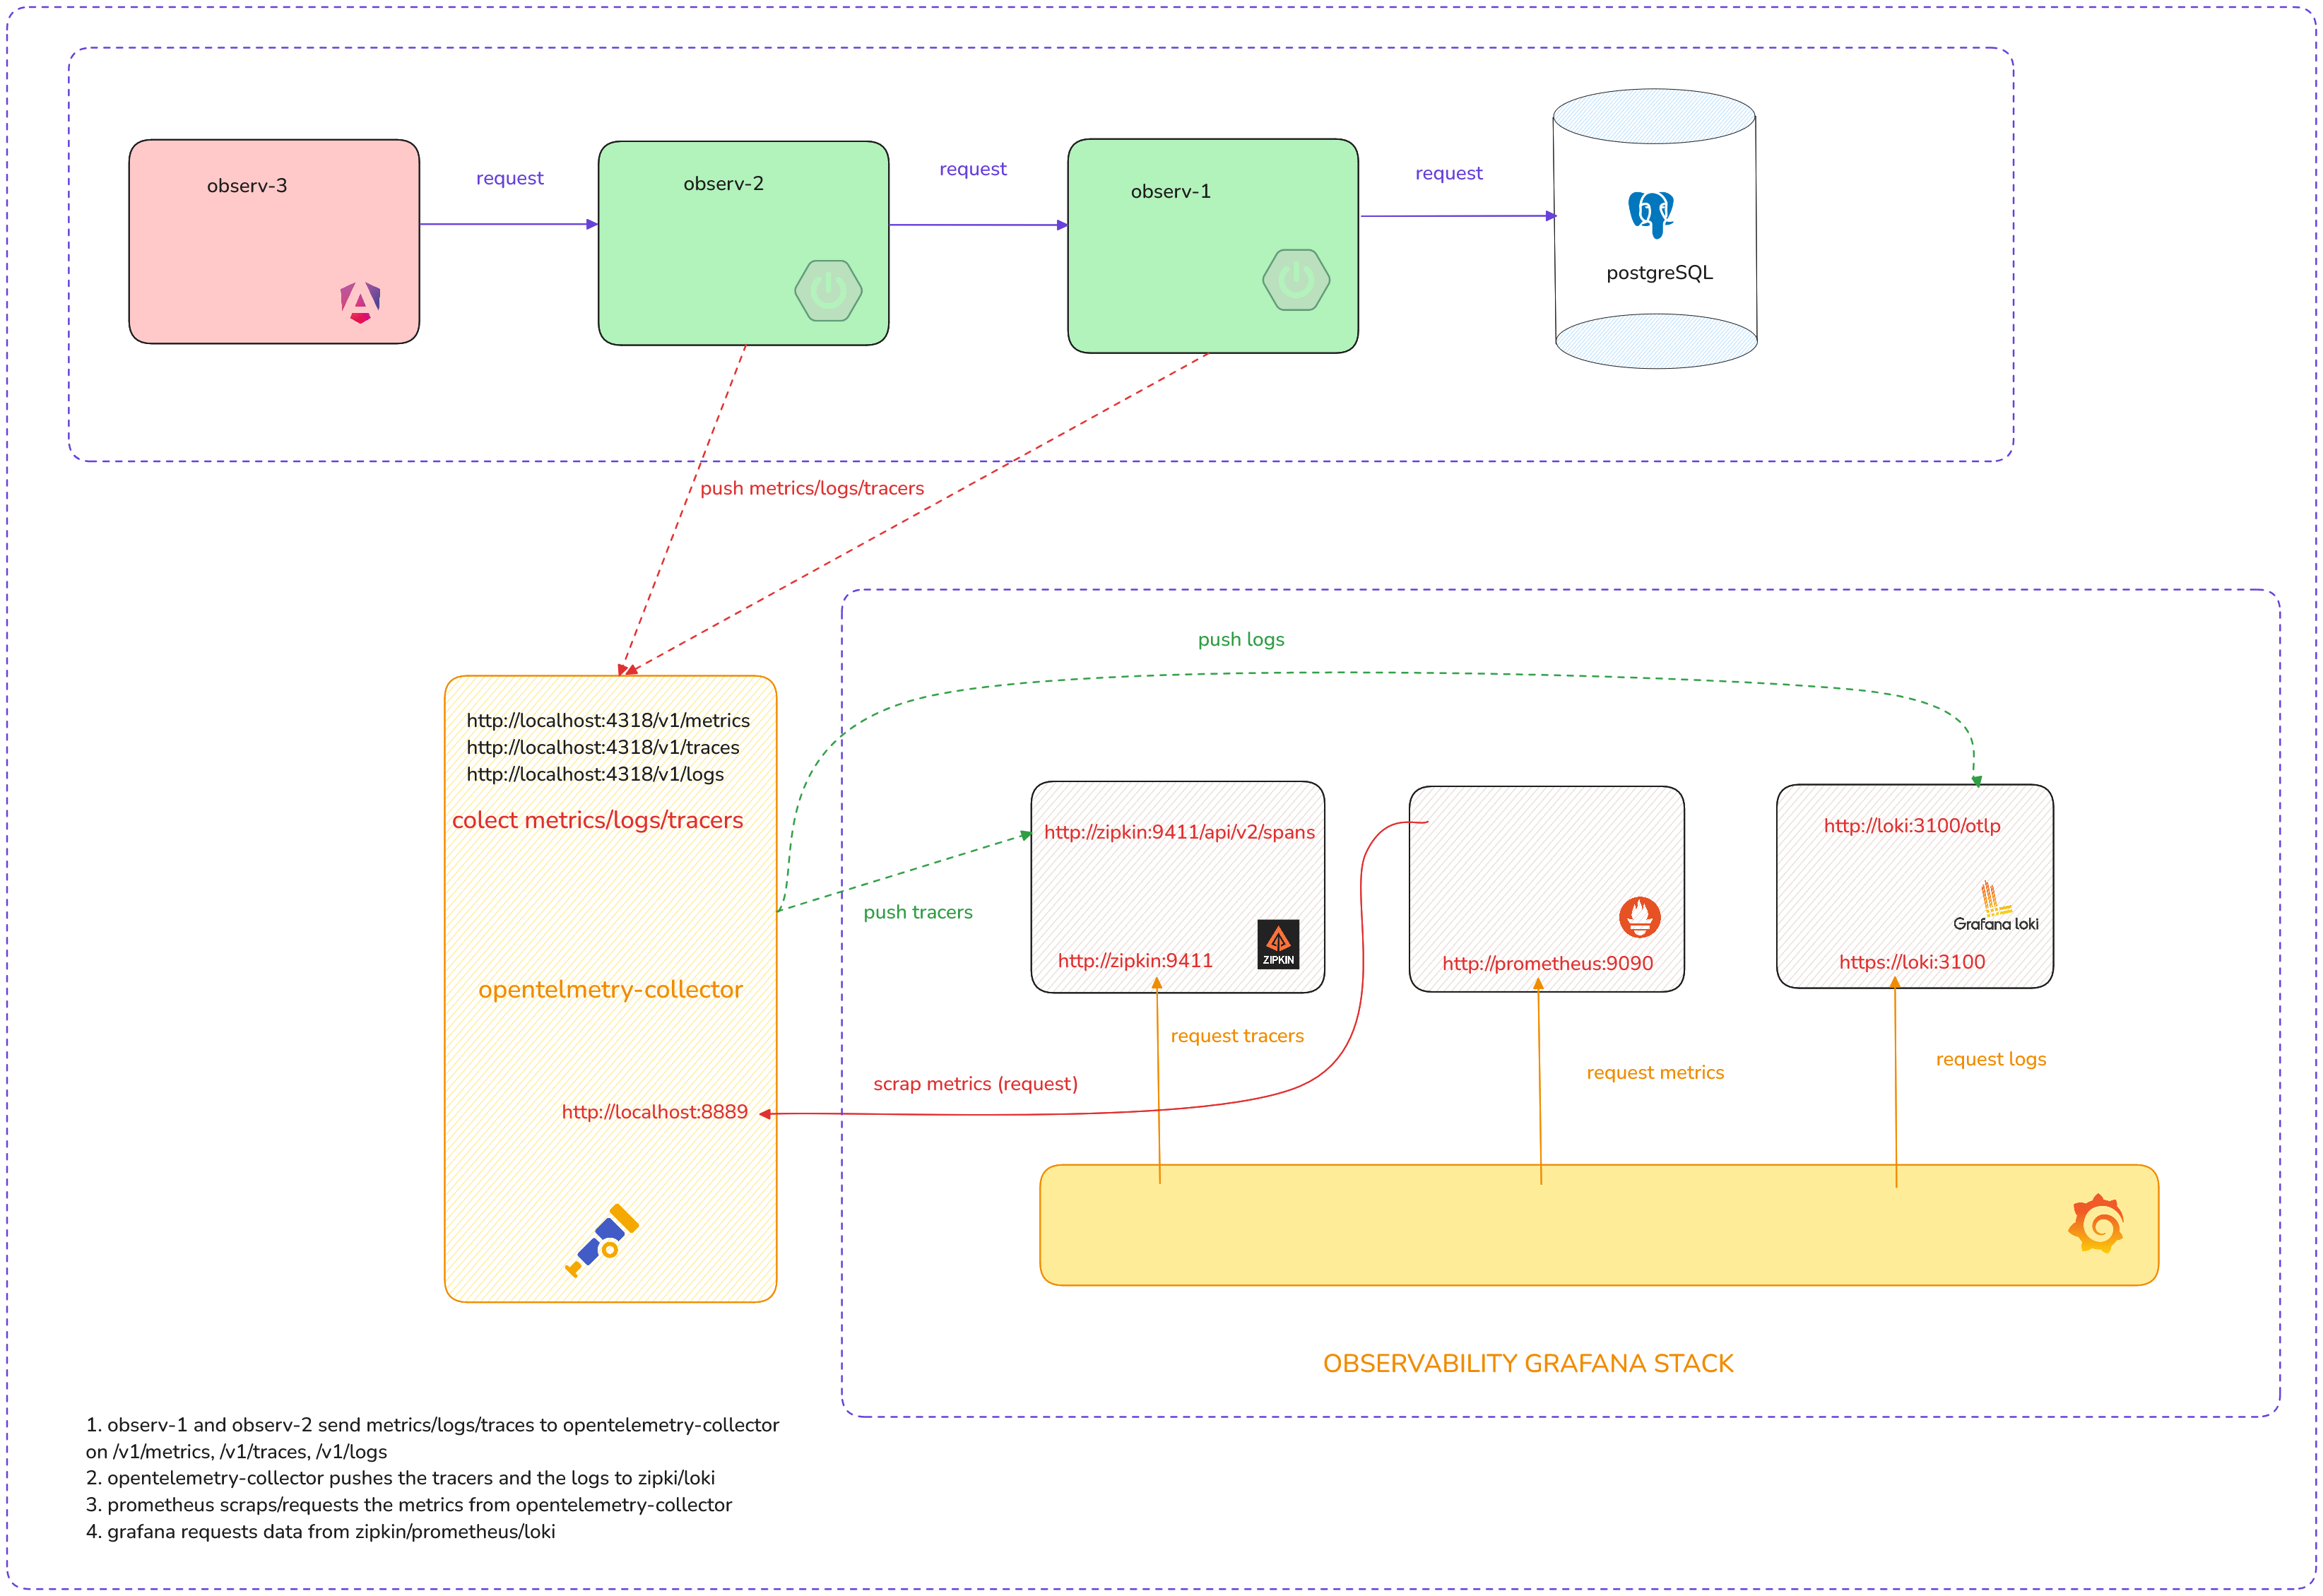 observ-3
request
observ-2
request
observ-1
request
postgreSQL
push metrics/logs/tracers
push logs
http://localhost:4318/v1/metrics
http://localhost:4318/v1/traces
http://localhost:4318/v1/logs
colect metrics/logs/tracers
opentelmetry-collector
http://localhost:8889
push tracers
http://zipkin:9411/api/v2/spans
ZIPKIN
http://zipkin:9411
http://prometheus:9090
http://loki:3100/otlp
Grafana loki
https://loki:3100
request tracers
request metrics
request logs
scrap metrics (request)
OBSERVABILITY GRAFANA STACK
1. observ-1 and observ-2 send metrics/logs/traces to opentelemetry-collector
on /v1/metrics, /v1/traces, /v1/logs
2. opentelemetry-collector pushes the tracers and the logs to zipki/loki
3. prometheus scraps/requests the metrics from opentelemetry-collector
4. grafana requests data from zipkin/prometheus/loki